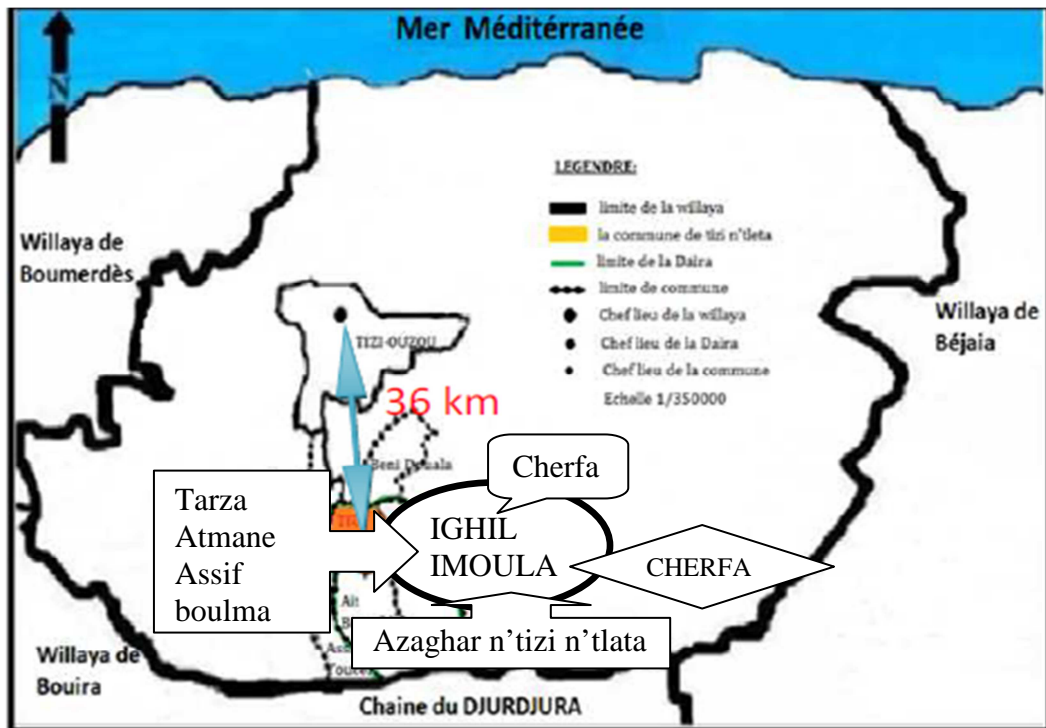 Mer Méditérranée
N
LEGENDRE:
limite de la willaya
la commune de tizi n'tleta
limite de la Daira
limite de commune
Chef lieu de la willaya
Chef lieu de la Daira
Chef lieu de la commune
Echelle 1/350000
Willaya de
Boumerdès
Willaya de
Béjaia
TIZI-OUZOU
36 km
Beni Douala
Cherfa
Tarza
Atmane
Assif
boulma
IGHIL
IMOULA
CHERFA
Ait
Azaghar n'tizi n'tlata
Willaya de
Bouira
Chaine du DJURDJURA